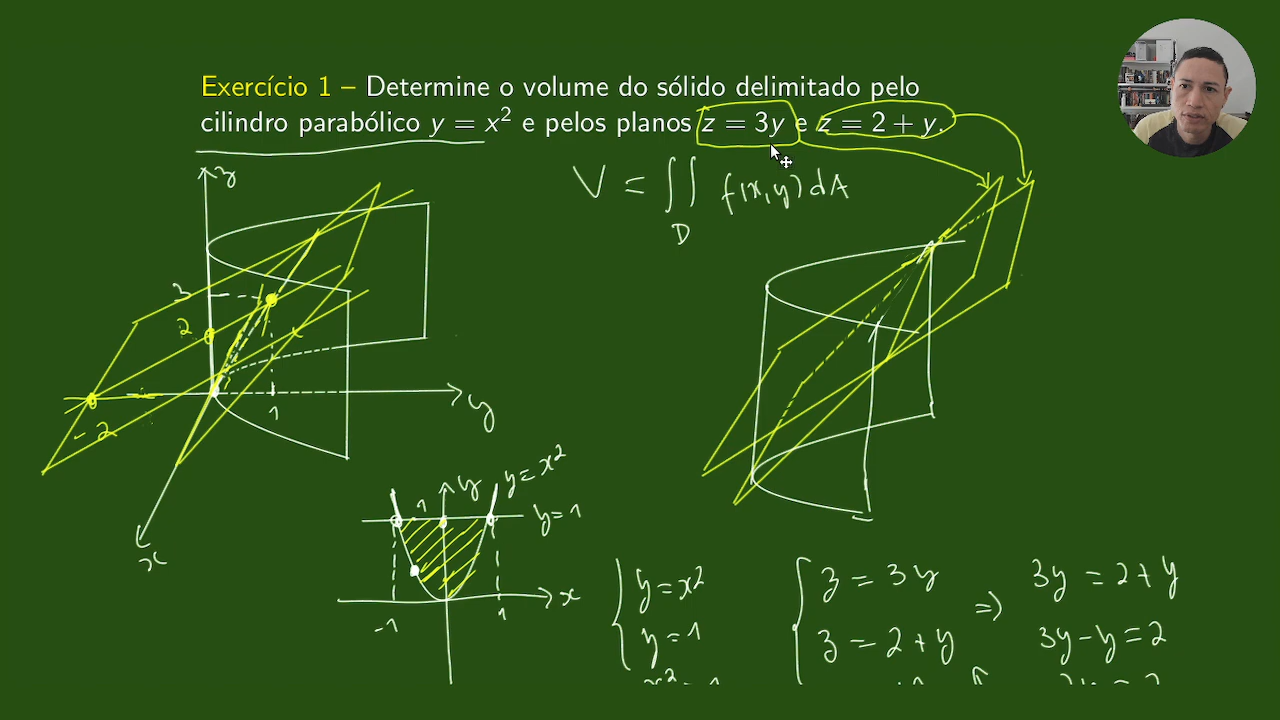 Exercício 1 – Determine o volume do sólido delimitado pelo
cilindro parabólico y = x² e pelos planos z = 3y e z = 2 + y.
V = ∬ f(x,y) dA
D
z
3
2
1
-2
y
x
1
y
y = x²
y = 1
x
-1
1
y = x²
y = 1
z = 3y
z = 2 + y
⇒
3y = 2 + y
3y - y = 2